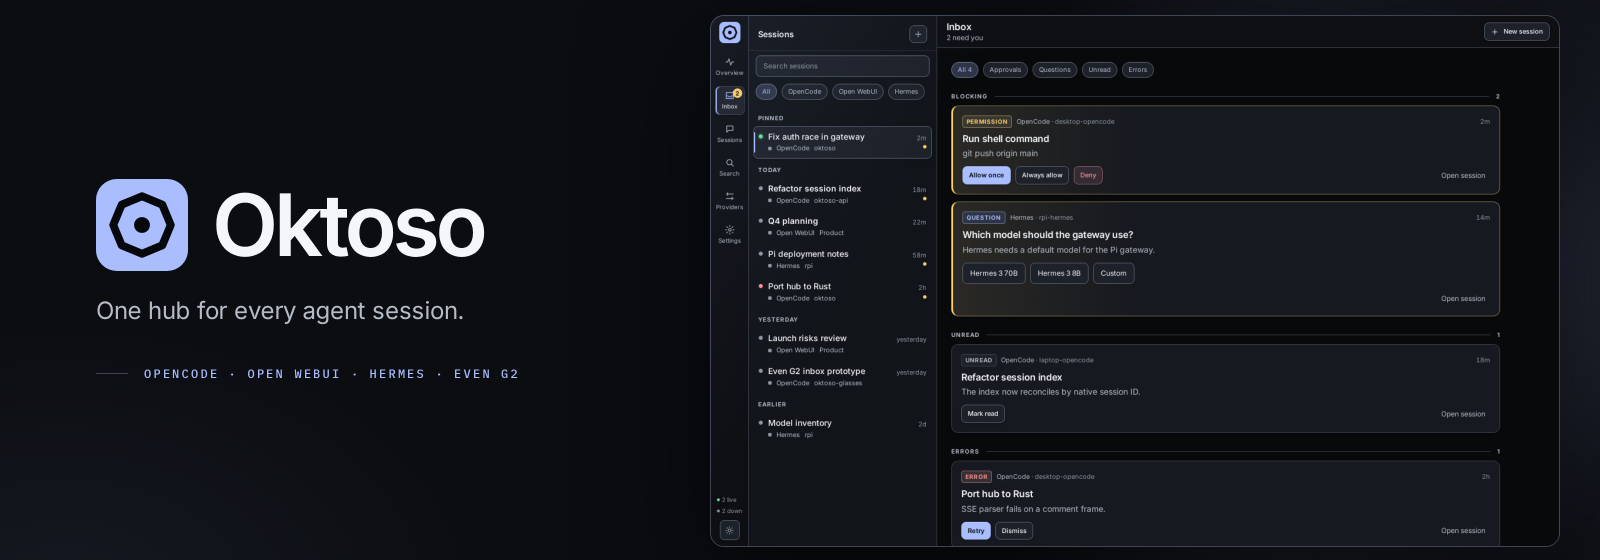 Oktoso
One hub for every agent session.
OPENCODE · OPEN WEBUI · HERMES · EVEN G2
Overview
2
Inbox
Sessions
Search
Providers
Settings
2 live
2 down
Sessions
+
Search sessions
All OpenCode Open WebUI Hermes
PINNED
Fix auth race in gateway 2m
OpenCode oktoso
TODAY
Refactor session index 18m
OpenCode oktoso-api
Q4 planning 22m
Open WebUI Product
Pi deployment notes 58m
Hermes rpi
Port hub to Rust 2h
OpenCode oktoso
YESTERDAY
Launch risks review yesterday
Open WebUI Product
Even G2 inbox prototype yesterday
OpenCode oktoso-glasses
EARLIER
Model inventory 2d
Hermes rpi
Inbox
2 need you
+ New session
All 4 Approvals Questions Unread Errors
BLOCKING 2
PERMISSION OpenCode · desktop-opencode 2m
Run shell command
git push origin main
Allow once Always allow Deny Open session
QUESTION Hermes · rpi-hermes 14m
Which model should the gateway use?
Hermes needs a default model for the Pi gateway.
Hermes 3 70B Hermes 3 8B Custom
Open session
UNREAD 1
UNREAD OpenCode · laptop-opencode 18m
Refactor session index
The index now reconciles by native session ID.
Mark read Open session
ERRORS 1
ERROR OpenCode · desktop-opencode 2h
Port hub to Rust
SSE parser fails on a comment frame.
Retry Dismiss Open session